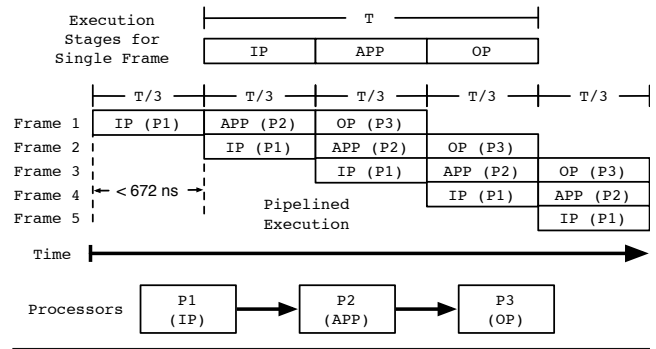 Execution
Stages for
Single Frame
T
IP APP OP
T/3 T/3 T/3 T/3 T/3
Frame 1 IP (P1) APP (P2) OP (P3)
Frame 2 IP (P1) APP (P2) OP (P3)
Frame 3 IP (P1) APP (P2) OP (P3)
Frame 4 IP (P1) APP (P2)
Frame 5 IP (P1)
< 672 ns
Pipelined
Execution
Time
Processors
P1
(IP)
P2
(APP)
P3
(OP)